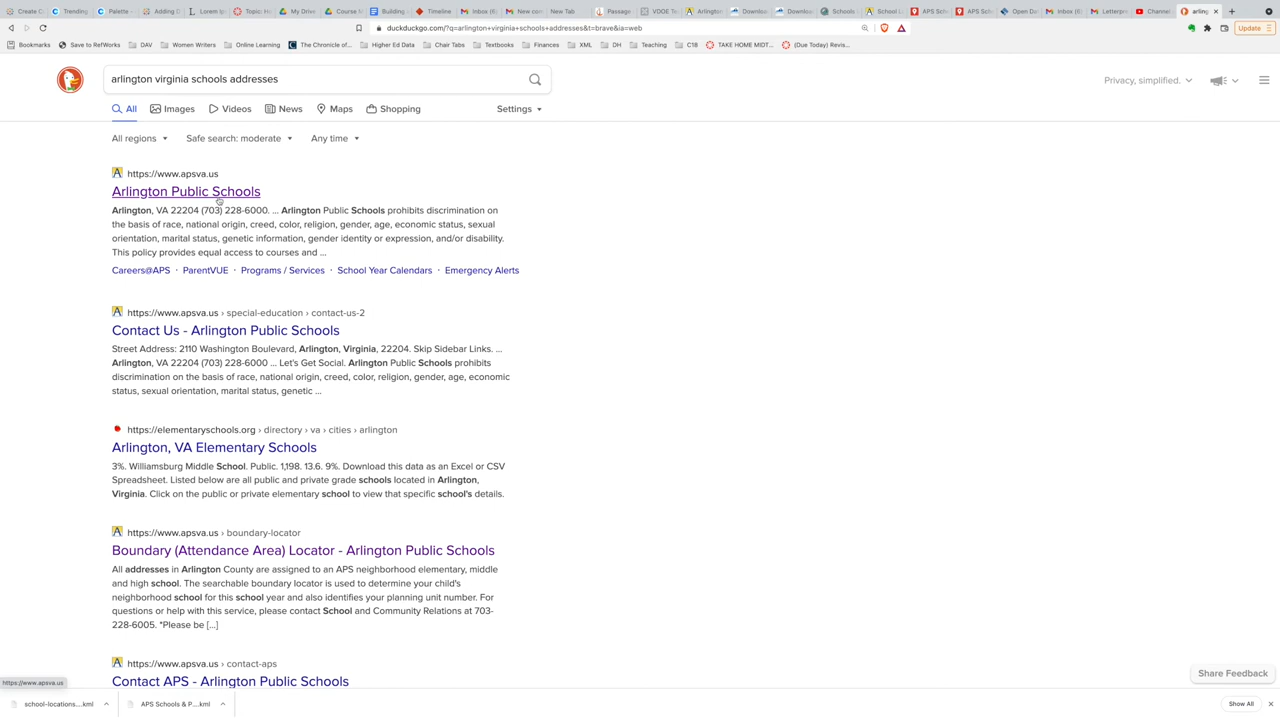 Create C
Trending
Palette -
Adding D
Lorem ip
Topic: H
My Drive
Course M
Building
Timeline
Inbox (6)
New conv
New Tab
Passage
VDOE Te
Arlington
Downloa
Downloa
Schools
School L
APS Sch
APS Sch
Open Da
Inbox (6)
Letterpre
Channel
arling
duckduckgo.com/?q=arlington+virginia+schools+addresses&t=brave&ia=web
Update
Bookmarks
Save to RefWorks
DAV
Women Writers
Online Learning
The Chronicle of...
Higher Ed Data
Chair Tabs
Textbooks
Finances
XML
DH
Teaching
C18
TAKE HOME MIDT...
(Due Today) Revis...
arlington virginia schools addresses
Privacy, simplified.
All
Images
Videos
News
Maps
Shopping
Settings
All regions
Safe search: moderate
Any time
https://www.apsva.us
Arlington Public Schools
Arlington, VA 22204 (703) 228-6000. ... Arlington Public Schools prohibits discrimination on
the basis of race, national origin, creed, color, religion, gender, age, economic status, sexual
orientation, marital status, genetic information, gender identity or expression, and/or disability.
This policy provides equal access to courses and ...
Careers@APS · ParentVUE · Programs / Services · School Year Calendars · Emergency Alerts
https://www.apsva.us › special-education › contact-us-2
Contact Us - Arlington Public Schools
Street Address: 2110 Washington Boulevard, Arlington, Virginia, 22204. Skip Sidebar Links. ...
Arlington, VA 22204 (703) 228-6000 ... Let's Get Social. Arlington Public Schools prohibits
discrimination on the basis of race, national origin, creed, color, religion, gender, age, economic
status, sexual orientation, marital status, genetic ...
https://elementaryschools.org › directory › va › cities › arlington
Arlington, VA Elementary Schools
3%. Williamsburg Middle School. Public. 1,198. 13.6. 9%. Download this data as an Excel or CSV
Spreadsheet. Listed below are all public and private grade schools located in Arlington,
Virginia. Click on the public or private elementary school to view that specific school's details.
https://www.apsva.us › boundary-locator
Boundary (Attendance Area) Locator - Arlington Public Schools
All addresses in Arlington County are assigned to an APS neighborhood elementary, middle
and high school. The searchable boundary locator is used to determine your child's
neighborhood school for this school year and also identifies your planning unit number. For
questions or help with this service, please contact School and Community Relations at 703-
228-6005. *Please be [...]
https://www.apsva.us › contact-aps
Contact APS - Arlington Public Schools
Share Feedback
https://www.apsva.us
school-locations....kml
APS Schools & P....kml
Show All